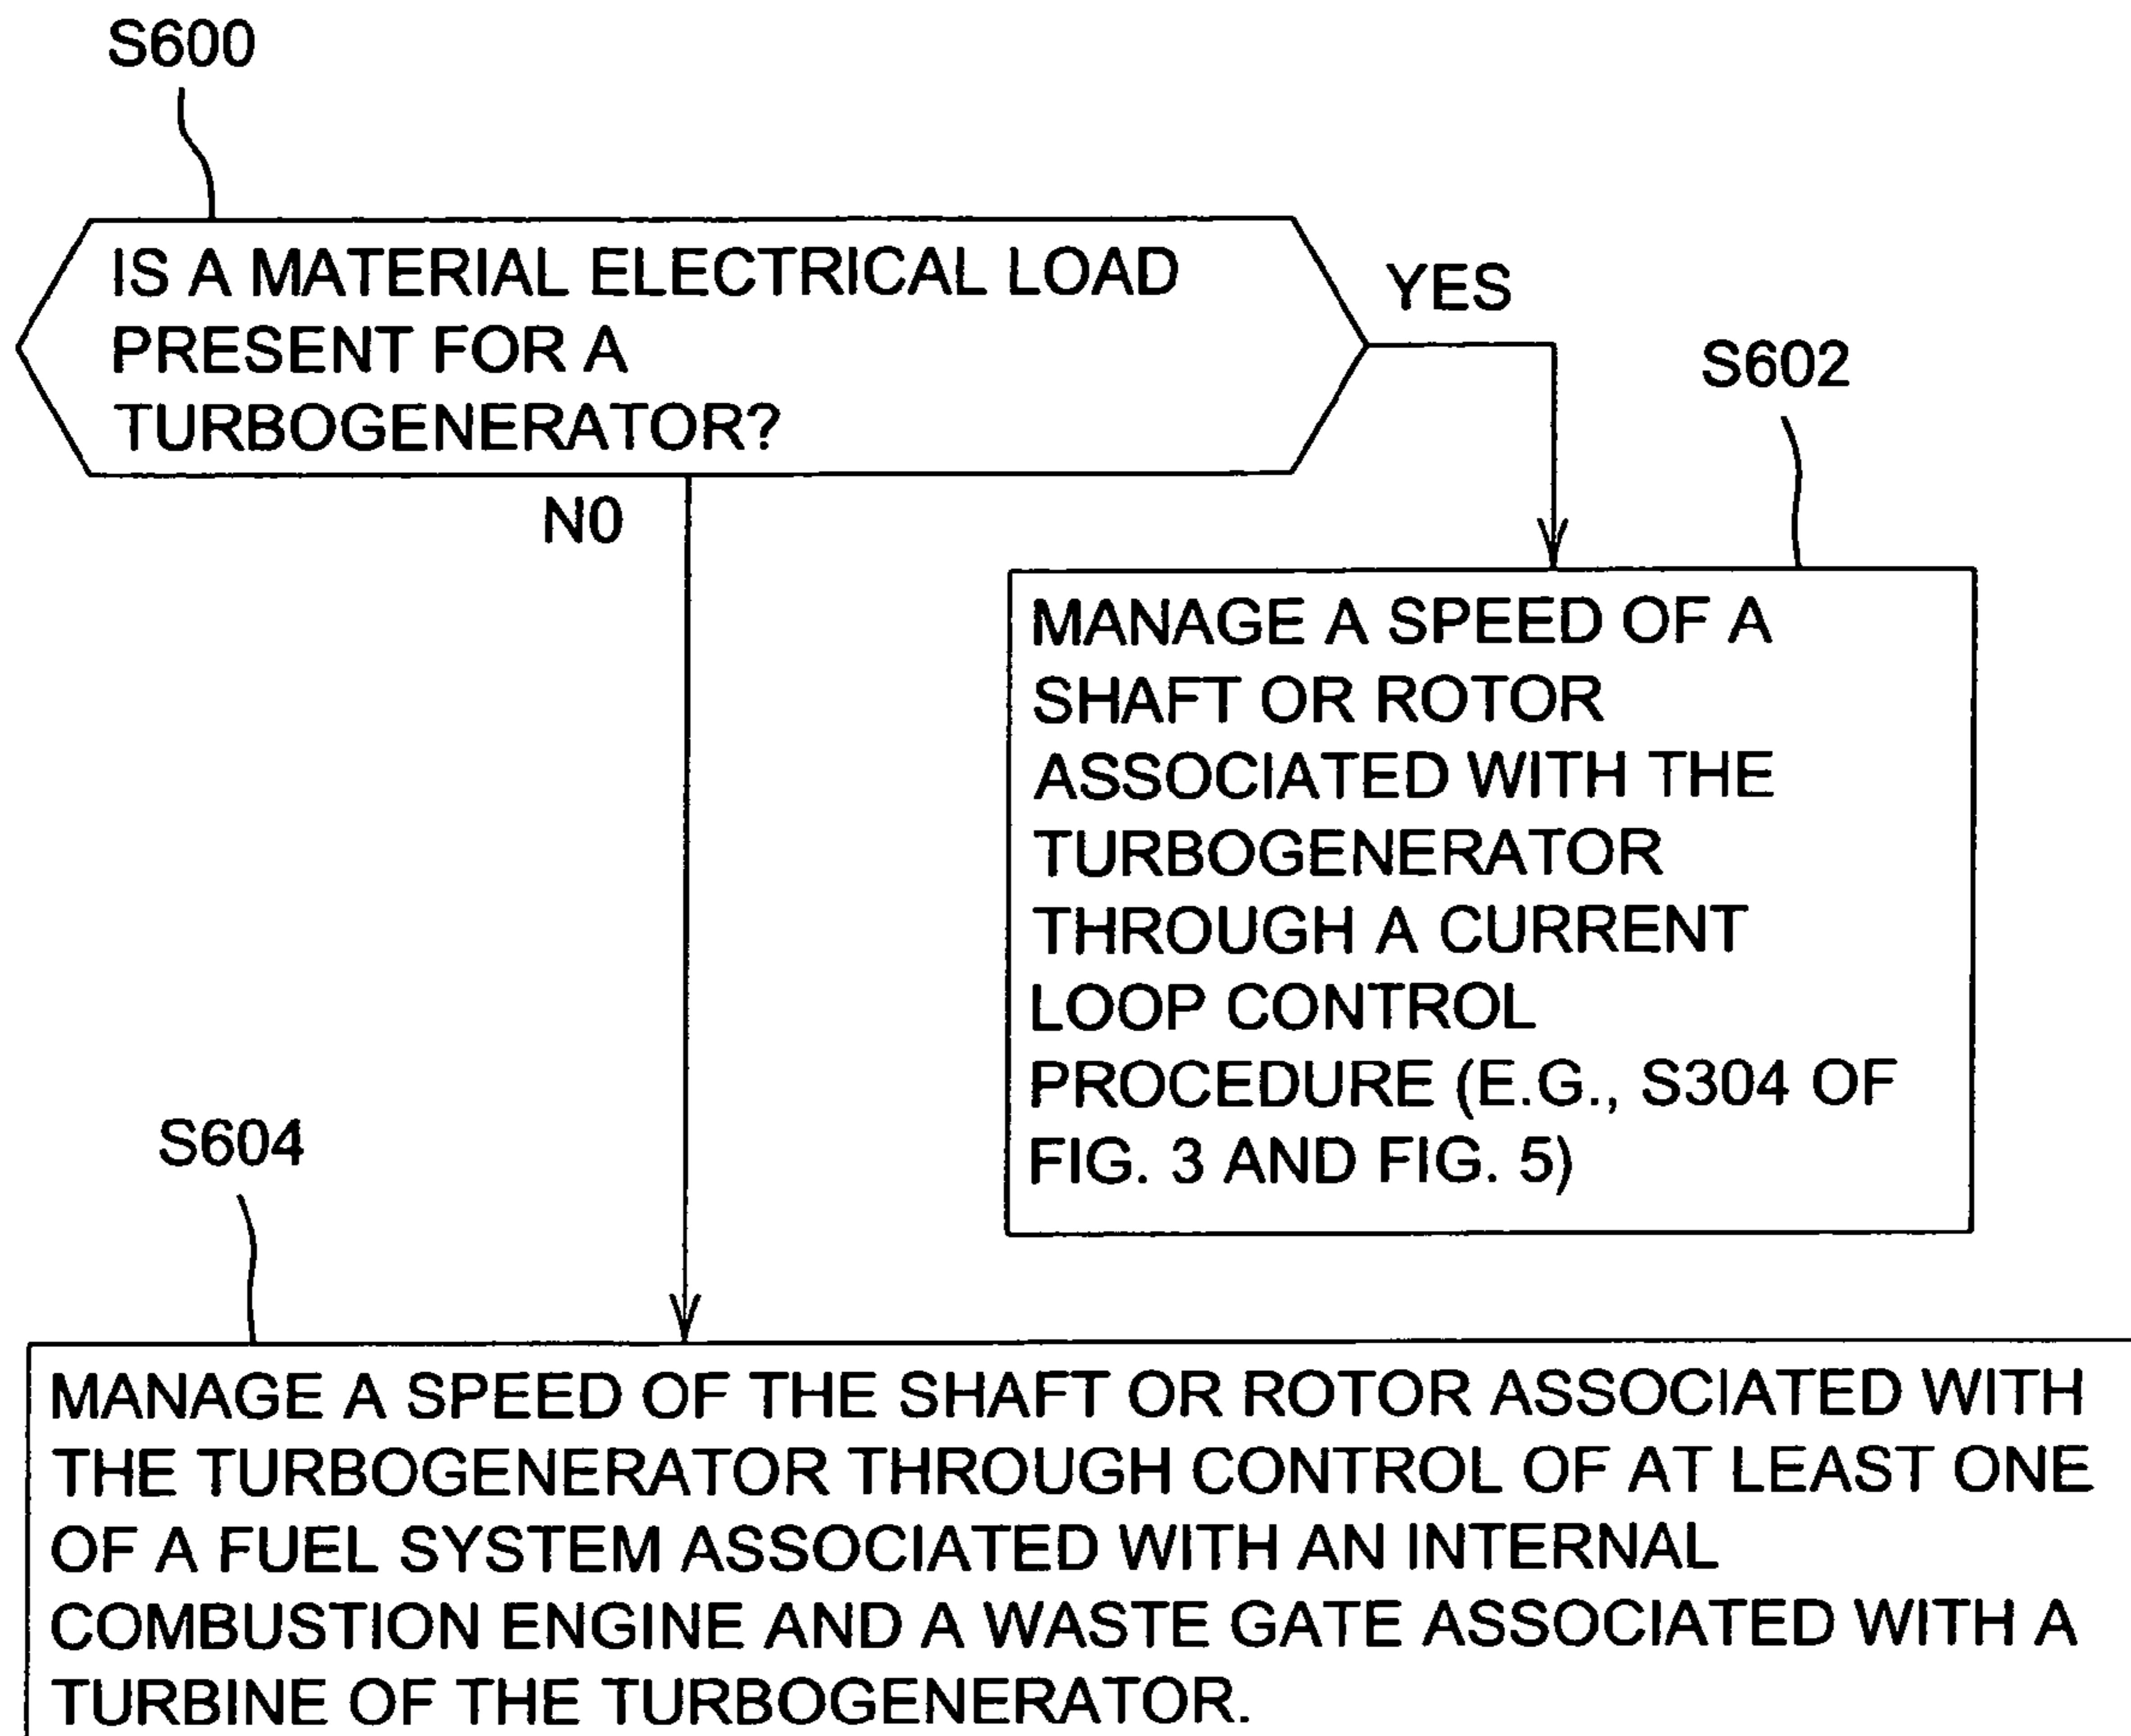 S600
IS A MATERIAL ELECTRICAL LOAD
PRESENT FOR A
TURBOGENERATOR?
YES
S602
N0
MANAGE A SPEED OF A
SHAFT OR ROTOR
ASSOCIATED WITH THE
TURBOGENERATOR
THROUGH A CURRENT
LOOP CONTROL
PROCEDURE (E.G., S304 OF
FIG. 3 AND FIG. 5)
S604
MANAGE A SPEED OF THE SHAFT OR ROTOR ASSOCIATED WITH
THE TURBOGENERATOR THROUGH CONTROL OF AT LEAST ONE
OF A FUEL SYSTEM ASSOCIATED WITH AN INTERNAL
COMBUSTION ENGINE AND A WASTE GATE ASSOCIATED WITH A
TURBINE OF THE TURBOGENERATOR.